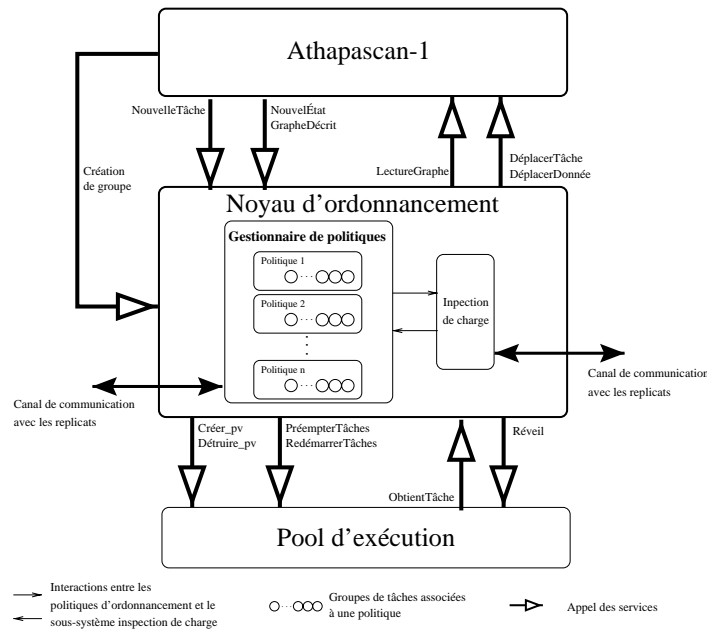 Athapascan-1
NouvelleTâche
NouvelÉtat
GrapheDécrit
LectureGraphe
DéplacerTâche
DéplacerDonnée
Création
de groupe
Noyau d'ordonnancement
Gestionnaire de politiques
Politique 1
Politique 2
Politique n
Inpection
de charge
Canal de communication
avec les replicats
Canal de communication
avec les replicats
Créer_pv
Détruire_pv
PréempterTâches
RedémarrerTâches
ObtientTâche
Réveil
Pool d'exécution
Interactions entre les
politiques d'ordonnancement et le
sous-système inspection de charge
Groupes de tâches associées
à une politique
Appel des services